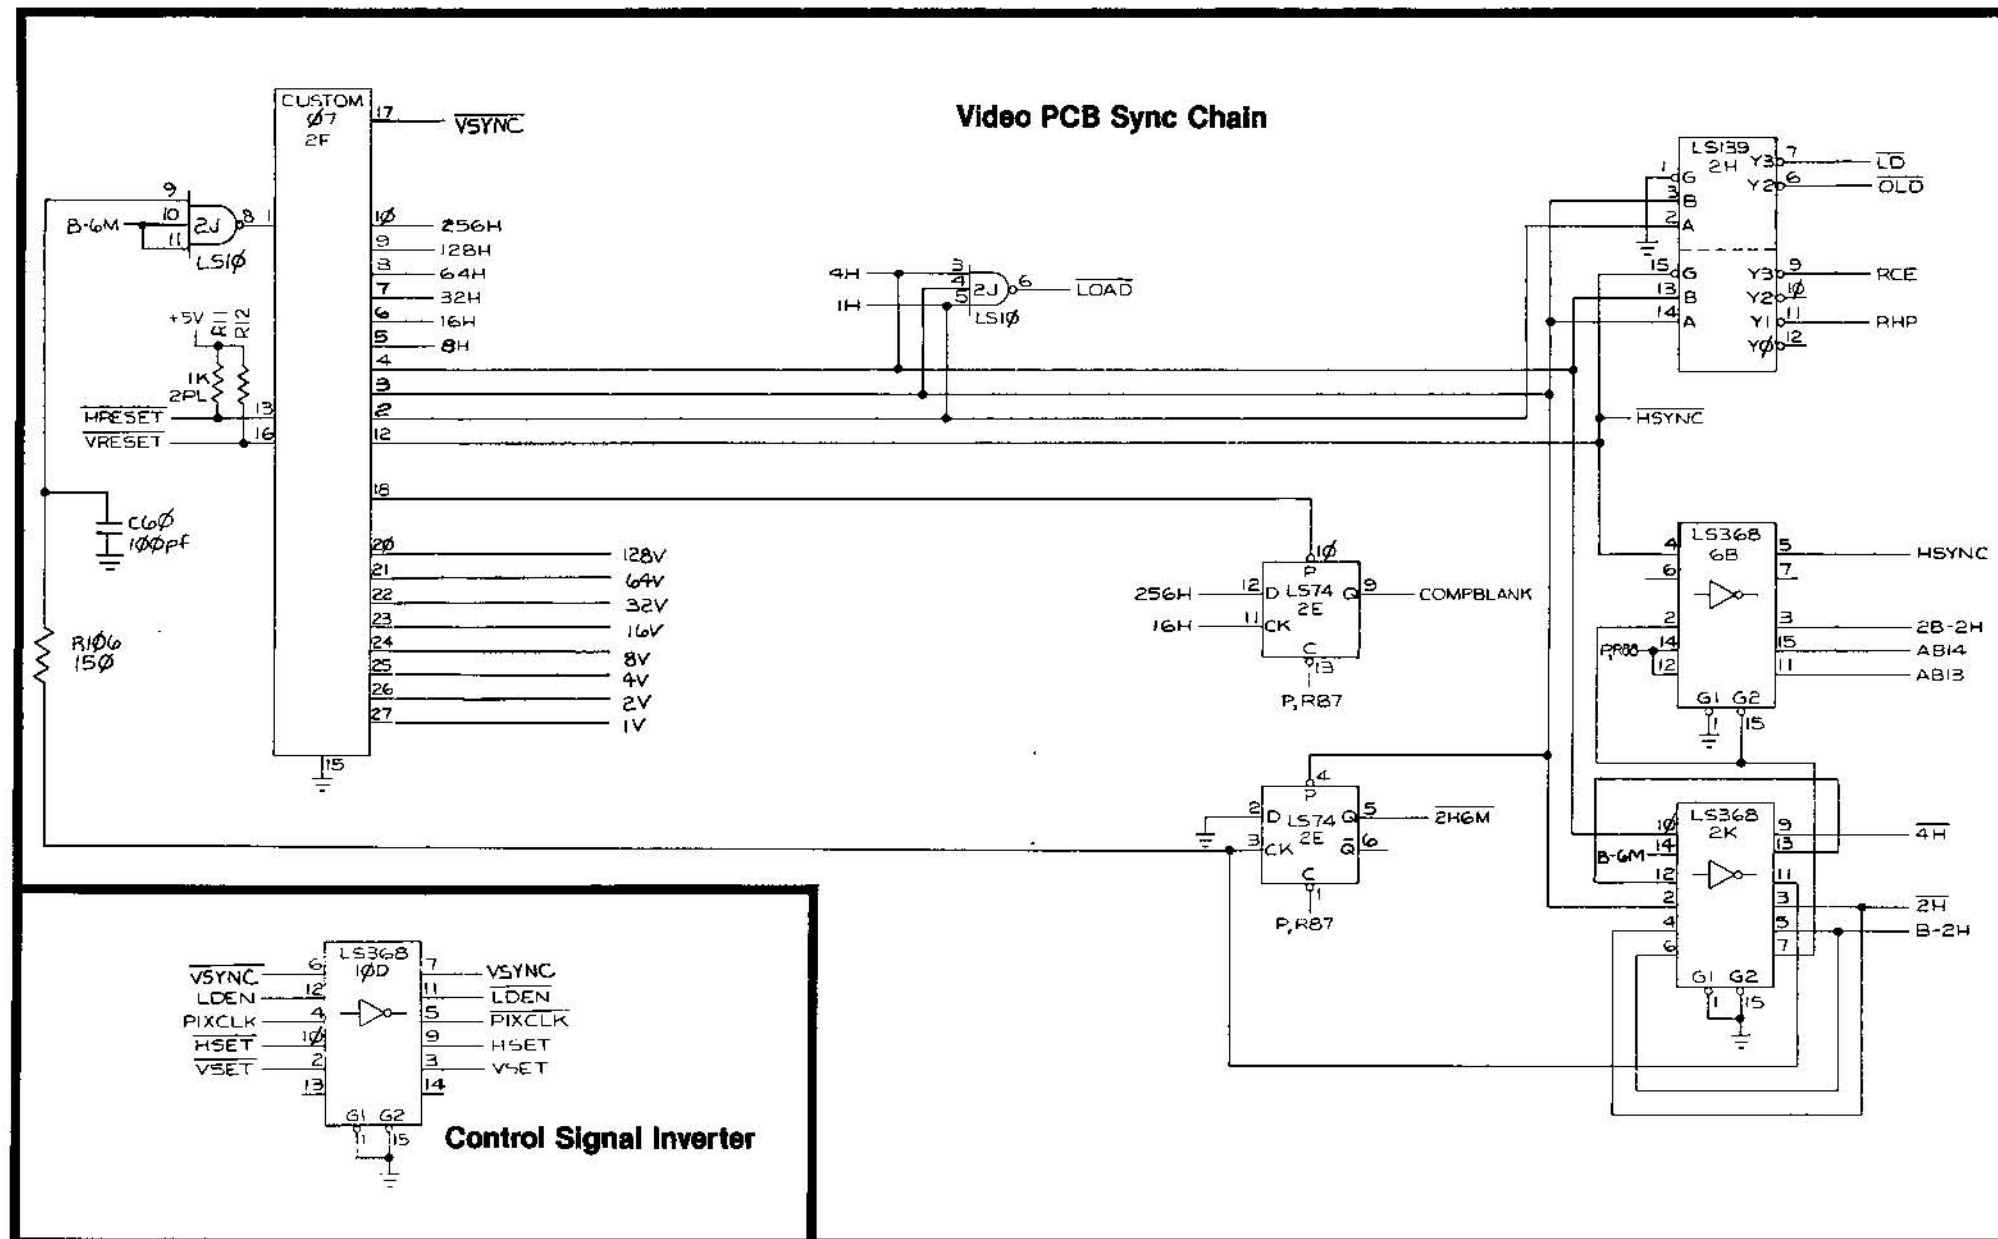 Video PCB Sync Chain
CUSTOM
Ø7
2F
17
VSYNC
9
10
11
B-6M
2J
8
1
LS1Ø
1Ø
256H
9
128H
8
64H
7
32H
6
16H
5
8H
4
3
2
12
+5V
R11
R12
1K
2PL
HRESET
13
VRESET
16
18
C6Ø
1ØØpf
R1Ø6
15Ø
2Ø
128V
21
64V
22
32V
23
16V
24
8V
25
4V
26
2V
27
1V
15
4H
1H
3
4
5
2J
6
LOAD
LS1Ø
LS139
2H
1
G
3
B
2
A
Y3
7
LD
Y2
6
OLD
15
G
13
B
14
A
Y3
9
RCE
Y2
1Ø
Y1
11
RHP
YØ
12
HSYNC
1Ø
P
256H
12
D
LS74
Q
9
COMPBLANK
2E
16H
11
CK
C
13
P,R87
LS368
6B
4
5
HSYNC
6
7
2
3
2B-2H
P,R88
14
15
AB14
12
11
AB13
G1
G2
1
15
4
P
2
D
LS74
Q
5
2H6M
3
CK
2E
Q
6
C
1
P,R87
LS368
2K
1Ø
9
4H
B-6M
14
13
12
11
2
3
2H
4
5
B-2H
6
7
G1
G2
1
15
LS368
1ØD
VSYNC
6
7
VSYNC
LDEN
12
11
LDEN
PIXCLK
4
5
PIXCLK
HSET
1Ø
9
HSET
VSET
2
3
VSET
13
14
G1
G2
1
15
Control Signal Inverter